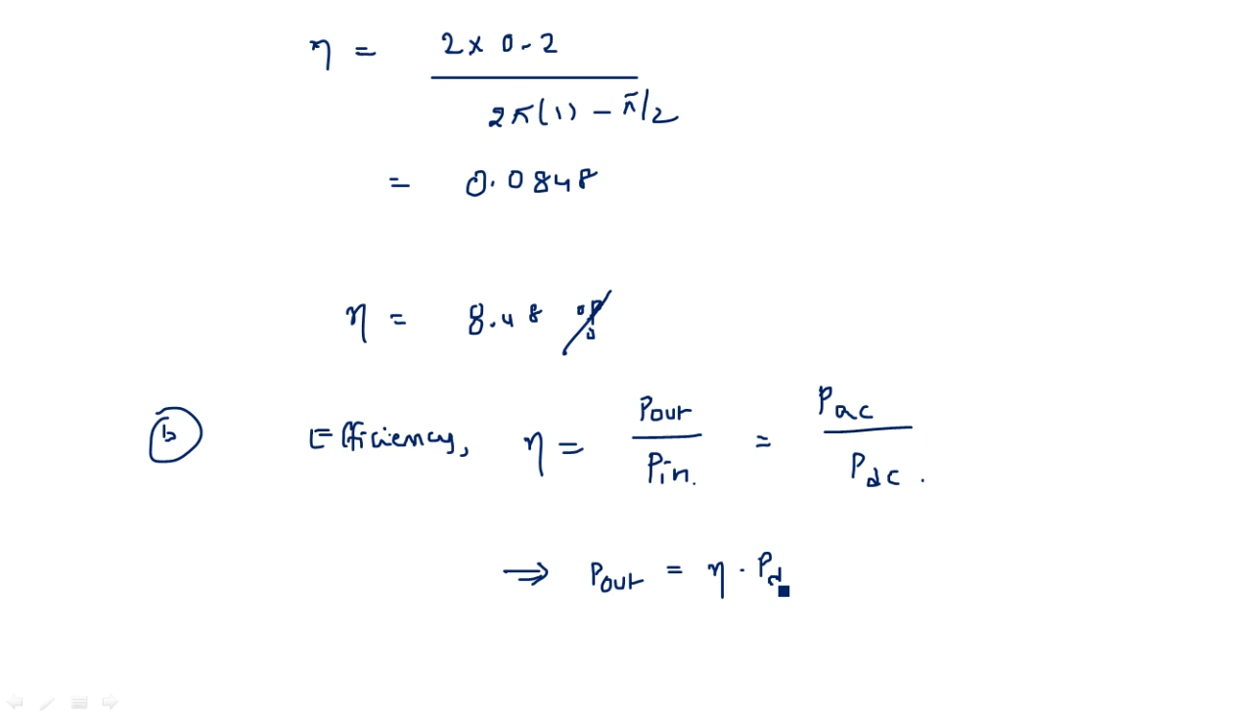 η = 2 × 0.2 / 2π(1) - π/2
= 0.0848
η = 8.48 %
b Efficiency, η = Pout / Pin. = Pac / Pdc.
⇒ Pout = η . Pd